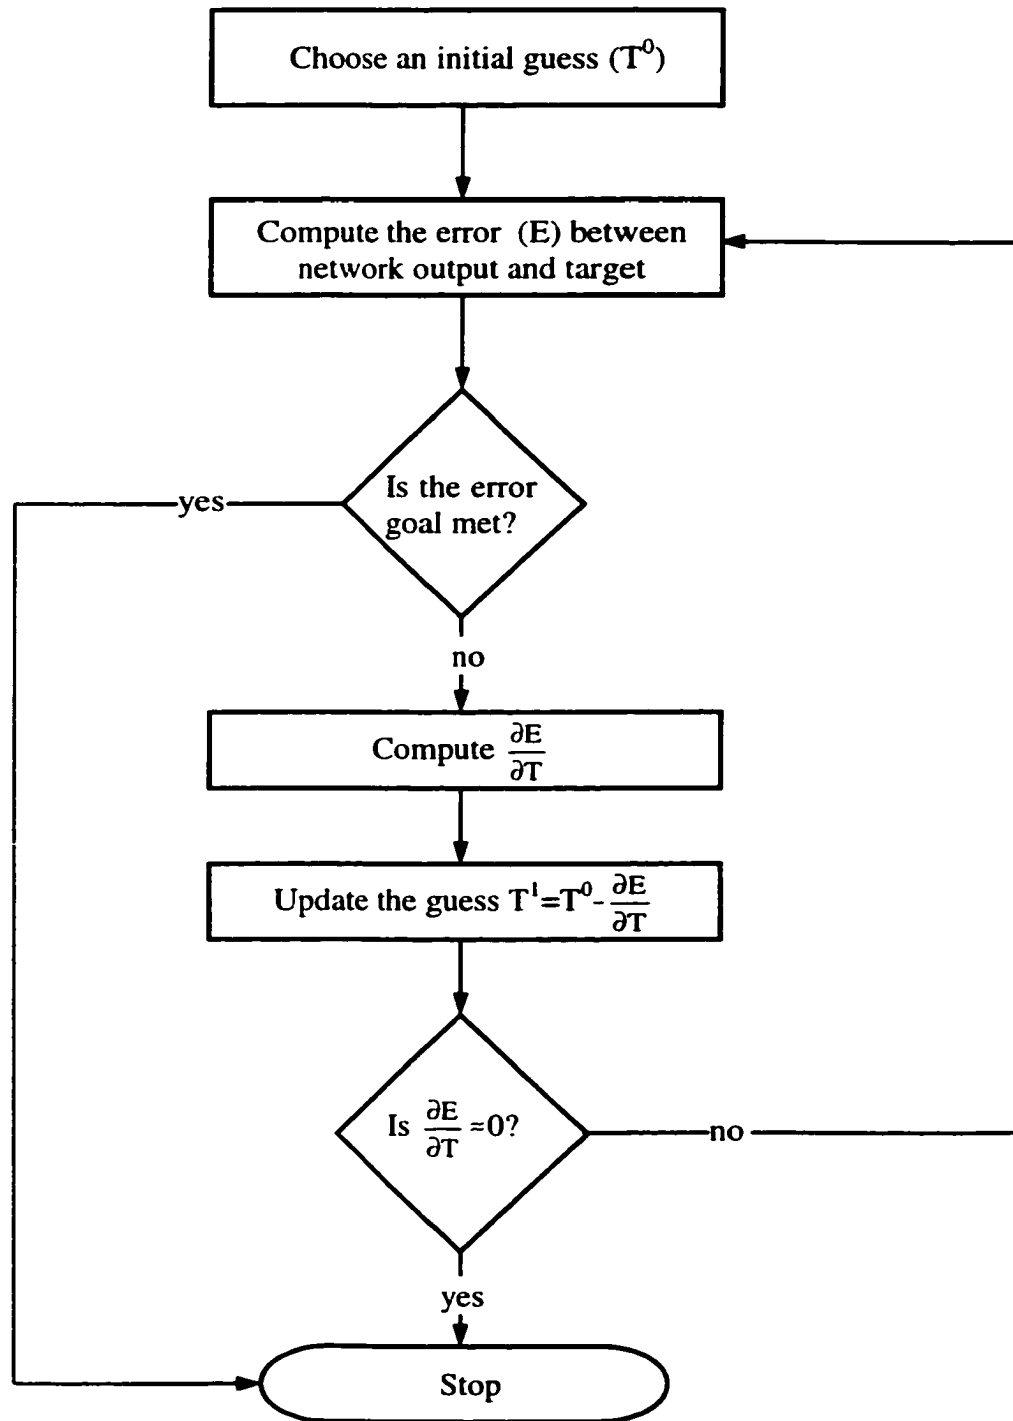 Choose an initial guess (T⁰)
Compute the error (E) between
network output and target
Is the error
goal met?
yes
no
Compute ∂E/∂T
Update the guess T¹=T⁰-∂E/∂T
Is ∂E/∂T ≈0?
no
yes
Stop